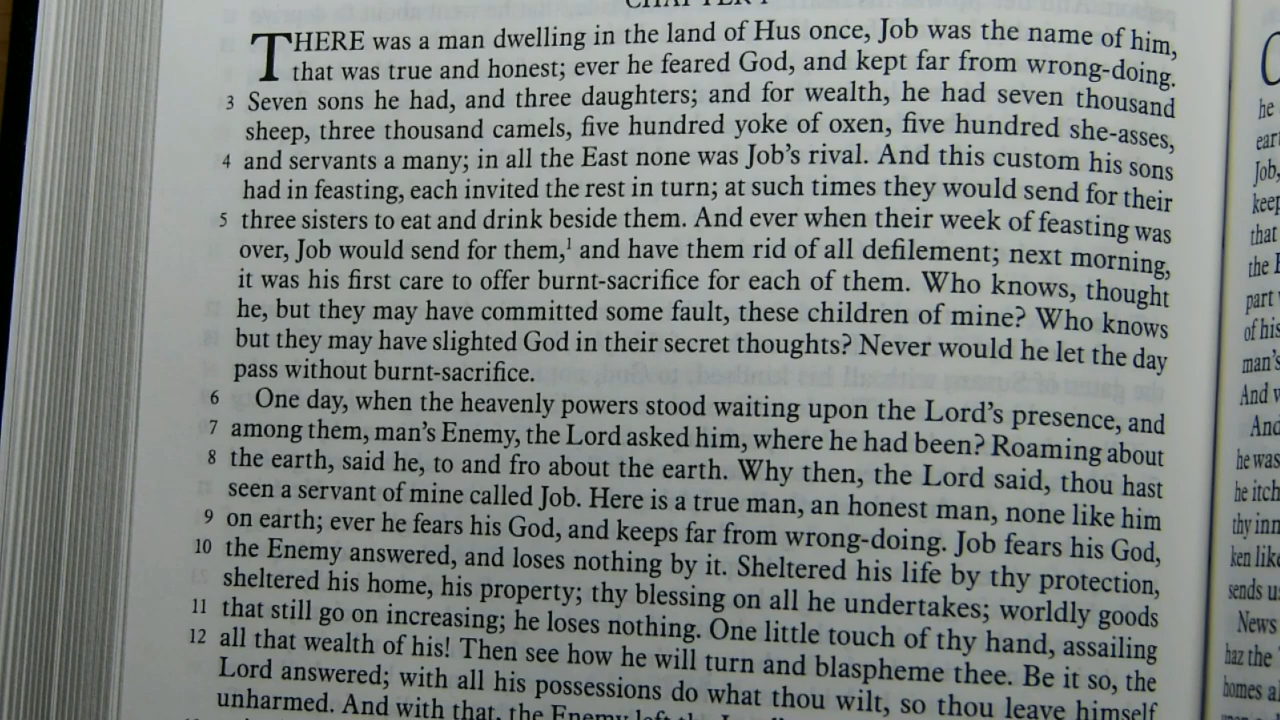 CHAPTER 1
THERE was a man dwelling in the land of Hus once, Job was the name of him,
that was true and honest; ever he feared God, and kept far from wrong-doing.
3 Seven sons he had, and three daughters; and for wealth, he had seven thousand
sheep, three thousand camels, five hundred yoke of oxen, five hundred she-asses,
4 and servants a many; in all the East none was Job's rival. And this custom his sons
had in feasting, each invited the rest in turn; at such times they would send for their
5 three sisters to eat and drink beside them. And ever when their week of feasting was
over, Job would send for them,¹ and have them rid of all defilement; next morning,
it was his first care to offer burnt-sacrifice for each of them. Who knows, thought
he, but they may have committed some fault, these children of mine? Who knows
but they may have slighted God in their secret thoughts? Never would he let the day
pass without burnt-sacrifice.
6 One day, when the heavenly powers stood waiting upon the Lord's presence, and
7 among them, man's Enemy, the Lord asked him, where he had been? Roaming about
8 the earth, said he, to and fro about the earth. Why then, the Lord said, thou hast
seen a servant of mine called Job. Here is a true man, an honest man, none like him
9 on earth; ever he fears his God, and keeps far from wrong-doing. Job fears his God,
10 the Enemy answered, and loses nothing by it. Sheltered his life by thy protection,
sheltered his home, his property; thy blessing on all he undertakes; worldly goods
11 that still go on increasing; he loses nothing. One little touch of thy hand, assailing
12 all that wealth of his! Then see how he will turn and blaspheme thee. Be it so, the
Lord answered; with all his possessions do what thou wilt, so thou leave himself
unharmed. And with that, the Enemy left
he
Job,
keep
that
the
part
of his
man's
And
And
he was
he itch
thy
ken like
sends
News
haz the
homes